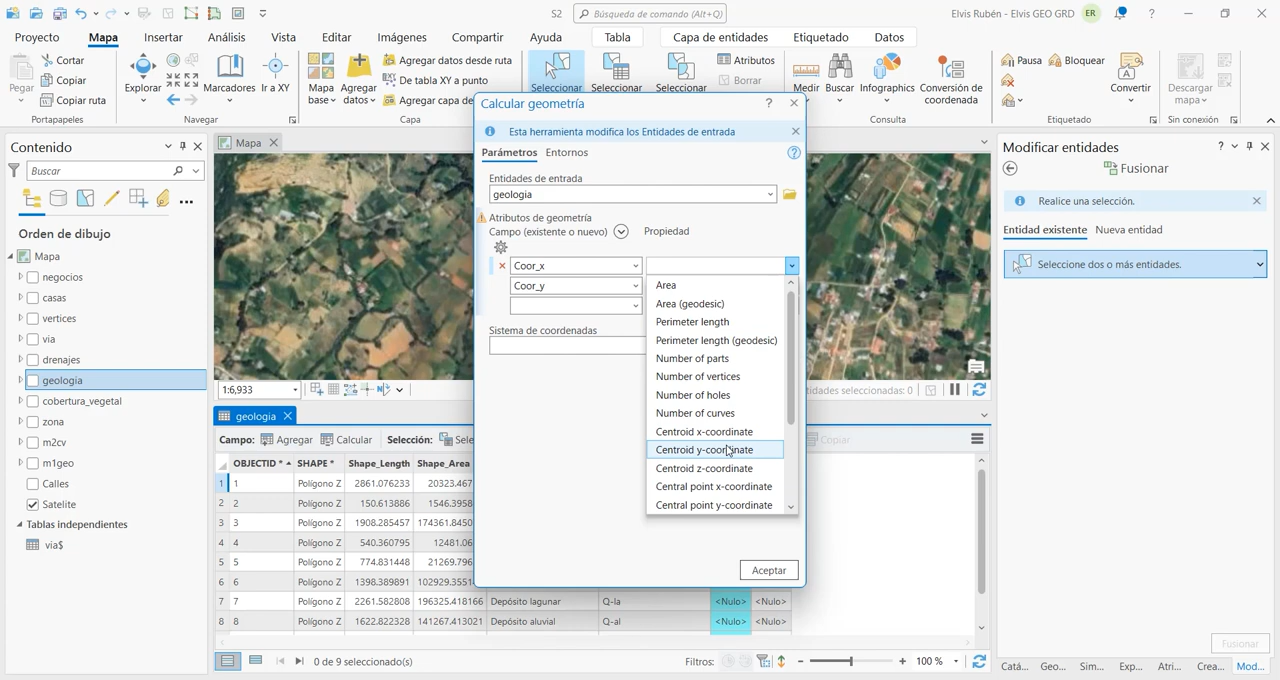 S2
Búsqueda de comando (Alt+Q)
Elvis Rubén - Elvis GEO GRD
ER
Proyecto
Mapa
Insertar
Análisis
Vista
Editar
Imágenes
Compartir
Ayuda
Tabla
Capa de entidades
Etiquetado
Datos
Pegar
Cortar
Copiar
Copiar ruta
Portapapeles
Explorar
Marcadores
Ir a XY
Navegar
Mapa base
Agregar datos
Agregar datos desde ruta
De tabla XY a punto
Agregar capa de
Capa
Seleccionar
Seleccionar
Seleccionar
Atributos
Borrar
Medir
Buscar
Infographics
Conversión de coordenada
Consulta
Pausa
Bloquear
Convertir
Etiquetado
Descargar mapa
Sin conexión
Contenido
Buscar
Orden de dibujo
Mapa
negocios
casas
vertices
via
drenajes
geologia
cobertura_vegetal
zona
m2cv
m1geo
Calles
Satelite
Tablas independientes
via$
Mapa
1:6,933
tidades seleccionadas: 0
Calcular geometría
?
Esta herramienta modifica los Entidades de entrada
Parámetros
Entornos
Entidades de entrada
geologia
Atributos de geometría
Campo (existente o nuevo)
Propiedad
Coor_x
Coor_y
Area
Area (geodesic)
Perimeter length
Perimeter length (geodesic)
Number of parts
Number of vertices
Number of holes
Number of curves
Centroid x-coordinate
Centroid y-coordinate
Centroid z-coordinate
Central point x-coordinate
Central point y-coordinate
Sistema de coordenadas
Aceptar
geologia
Campo:
Agregar
Calcular
Selección:
Sele
Copiar
OBJECTID * SHAPE * Shape_Length Shape_Area
1 1 Polígono Z 2861.076233 20323.467
2 2 Polígono Z 150.613886 1546.3958
3 3 Polígono Z 1908.285457 174361.8450
4 4 Polígono Z 540.360795 12481.06
5 5 Polígono Z 774.831448 21269.796
6 6 Polígono Z 1398.389891 102929.3551
7 7 Polígono Z 2261.582808 196325.418166 Depósito lagunar Q-la <Nulo> <Nulo>
8 8 Polígono Z 1622.822328 141267.413021 Depósito aluvial Q-al <Nulo> <Nulo>
0 de 9 seleccionado(s)
Filtros:
100 %
Modificar entidades
Fusionar
Realice una selección.
Entidad existente
Nueva entidad
Seleccione dos o más entidades.
Fusionar
Catá...
Geo...
Sim...
Exp...
Atri...
Crea...
Mod...